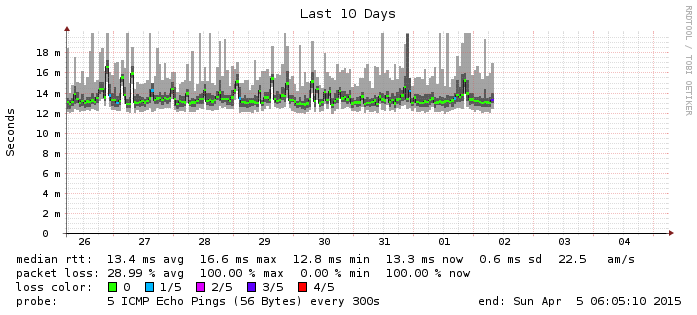 Last 10 Days
RRDTOOL / TOBI OETIKER
Seconds
18 m
16 m
14 m
12 m
10 m
8 m
6 m
4 m
2 m
0
26 27 28 29 30 31 01 02 03 04
median rtt: 13.4 ms avg 16.6 ms max 12.8 ms min 13.3 ms now 0.6 ms sd 22.5 am/s
packet loss: 28.99 % avg 100.00 % max 0.00 % min 100.00 % now
loss color: 0 1/5 2/5 3/5 4/5
probe: 5 ICMP Echo Pings (56 Bytes) every 300s end: Sun Apr 5 06:05:10 2015